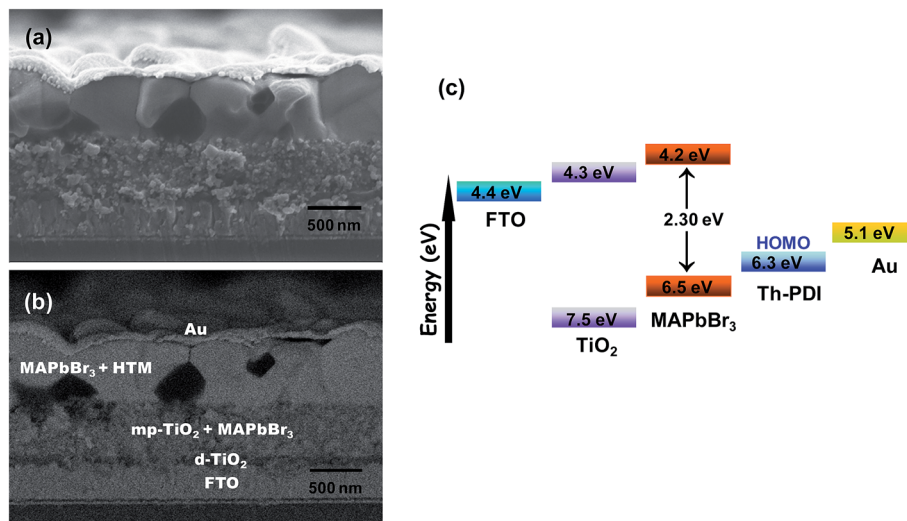 (a)
500 nm
(b)
Au
MAPbBr₃ + HTM
mp-TiO₂ + MAPbBr₃
d-TiO₂
FTO
500 nm
(c)
Energy (eV)
4.4 eV
FTO
4.3 eV
4.2 eV
2.30 eV
6.5 eV
MAPbBr₃
7.5 eV
TiO₂
HOMO
6.3 eV
Th-PDI
5.1 eV
Au